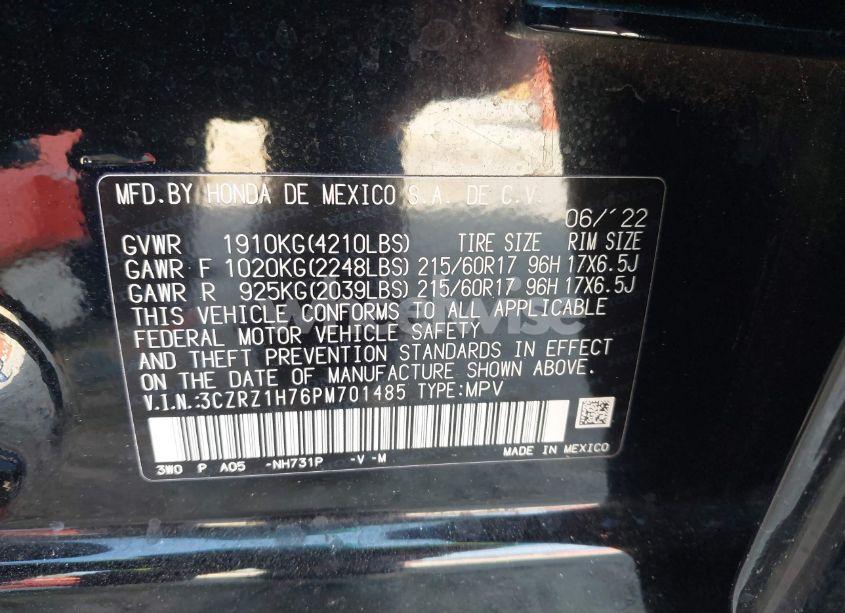 MFD.BY HONDA DE MEXICO S.A. DE C.V.
06/´22
GVWR 1910KG(4210LBS) TIRE SIZE RIM SIZE
GAWR F 1020KG(2248LBS) 215/60R17 96H 17X6.5J
GAWR R 925KG(2039LBS) 215/60R17 96H 17X6.5J
THIS VEHICLE CONFORMS TO ALL APPLICABLE
FEDERAL MOTOR VEHICLE SAFETY
AND THEFT PREVENTION STANDARDS IN EFFECT
ON THE DATE OF MANUFACTURE SHOWN ABOVE.
V.I.N.:3CZRZ1H76PM701485 TYPE:MPV
3W0 P A05 -NH731P -V -M
MADE IN MEXICO